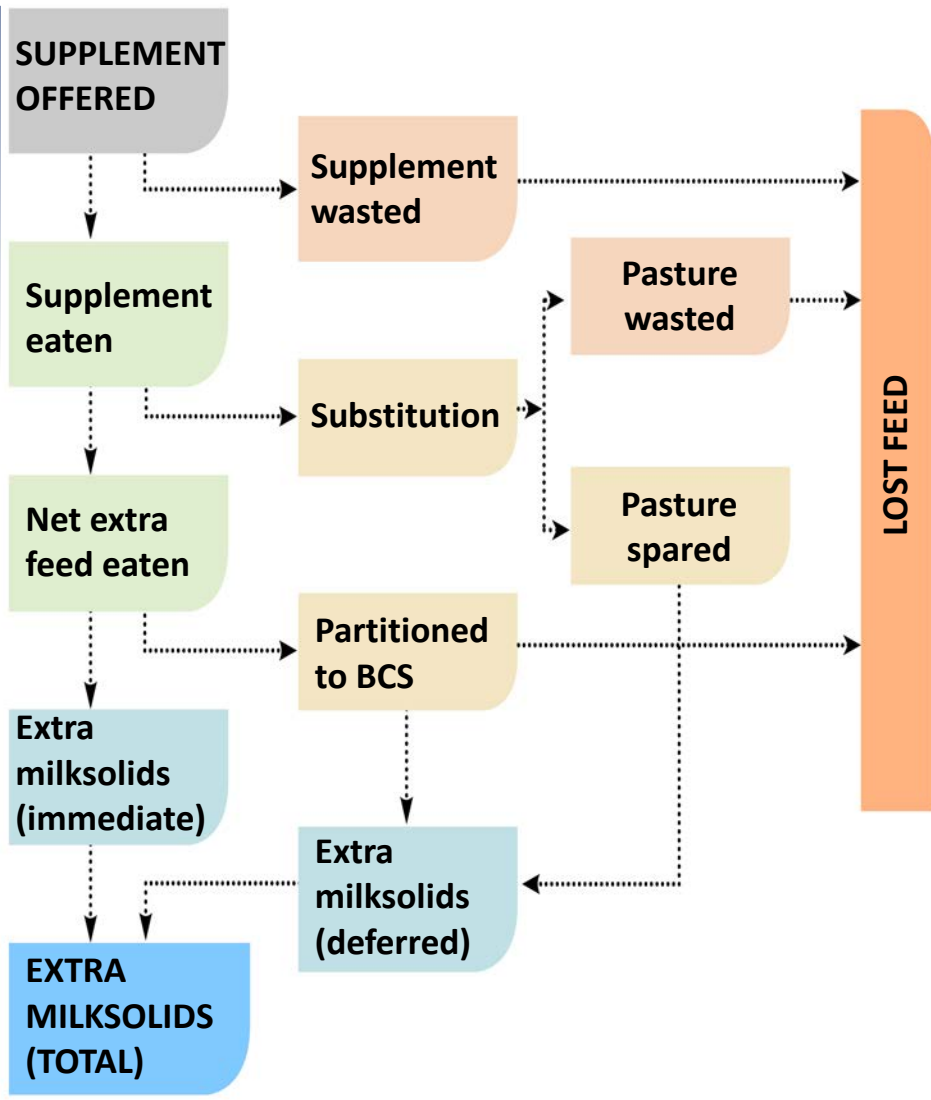 SUPPLEMENT
OFFERED
Supplement
wasted
Supplement
eaten
Pasture
wasted
Substitution
LOST FEED
Net extra
feed eaten
Pasture
spared
Partitioned
to BCS
Extra
milksolids
(immediate)
Extra
milksolids
(deferred)
EXTRA
MILKSOLIDS
(TOTAL)